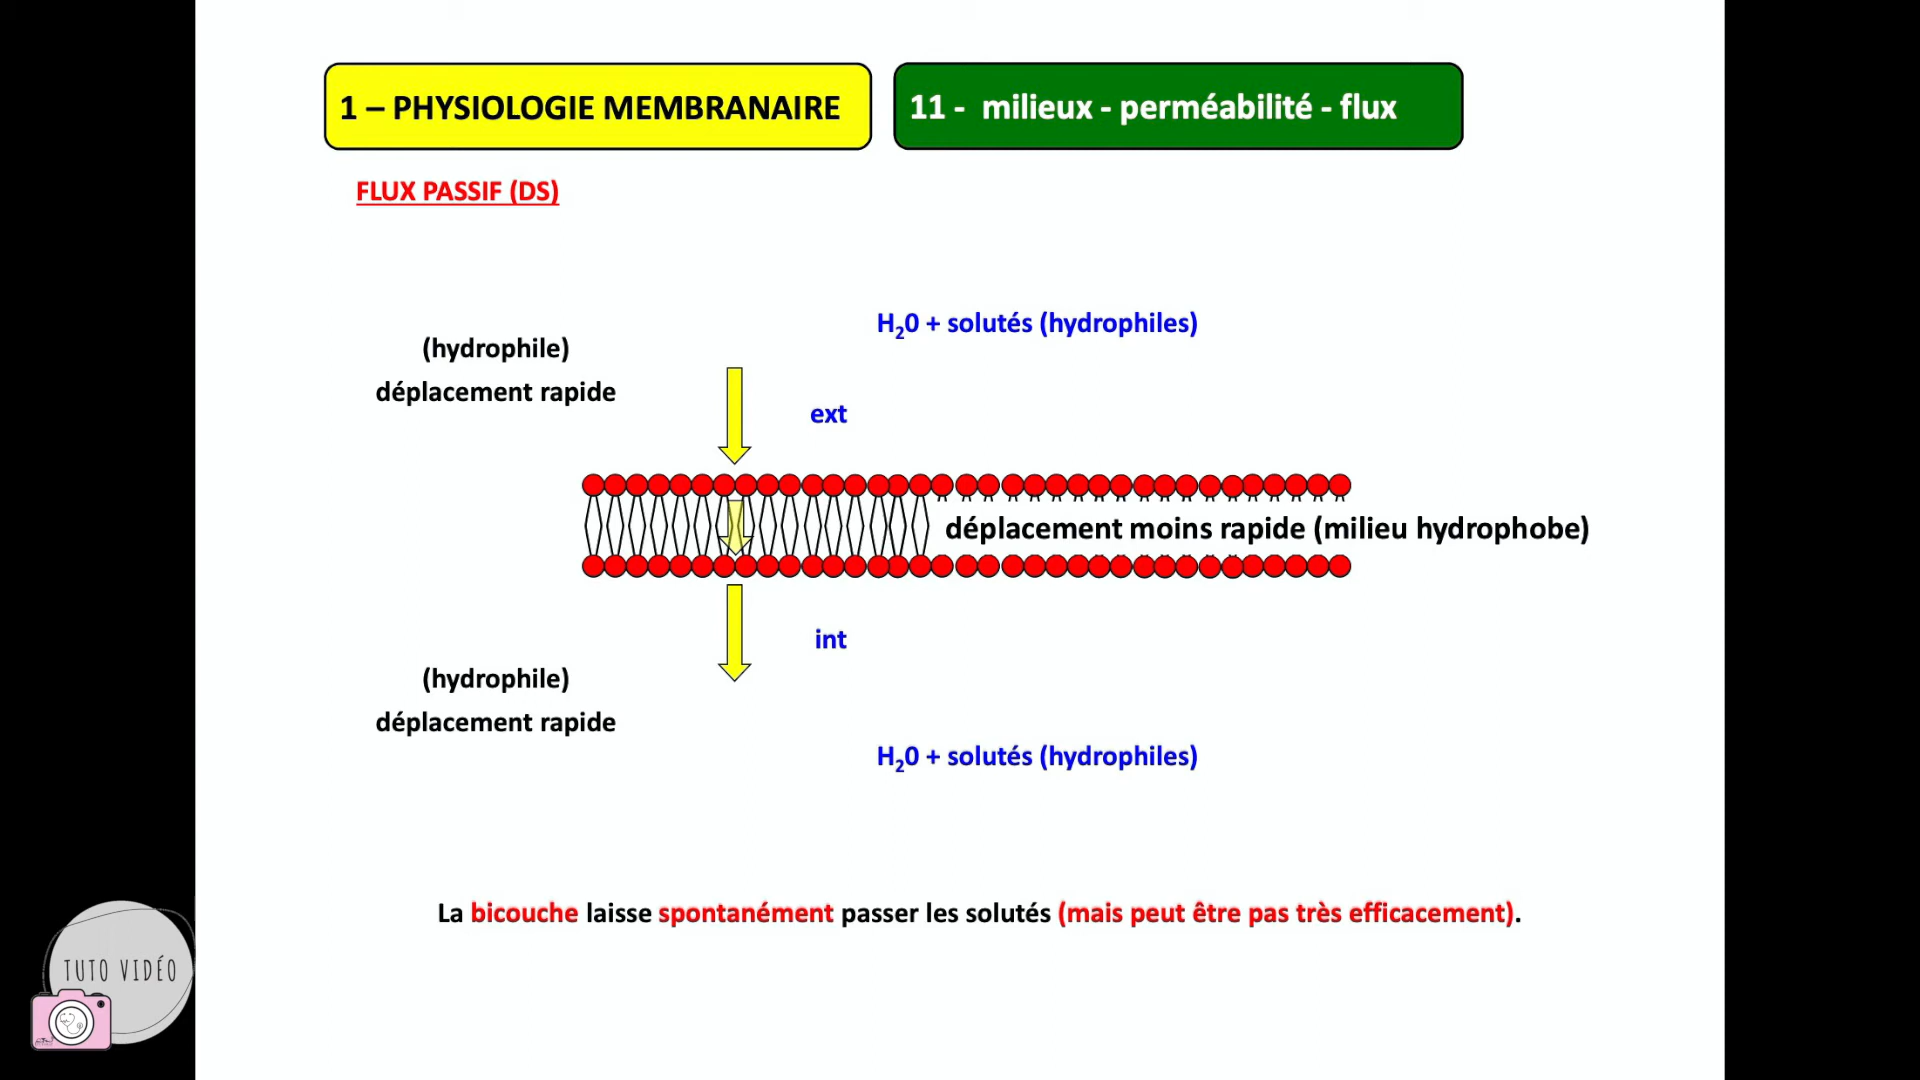 1 – PHYSIOLOGIE MEMBRANAIRE
11 - milieux - perméabilité - flux
FLUX PASSIF (DS)
H₂0 + solutés (hydrophiles)
(hydrophile)
déplacement rapide
ext
déplacement moins rapide (milieu hydrophobe)
int
(hydrophile)
déplacement rapide
H₂0 + solutés (hydrophiles)
La bicouche laisse spontanément passer les solutés (mais peut être pas très efficacement).
TUTO VIDÉO